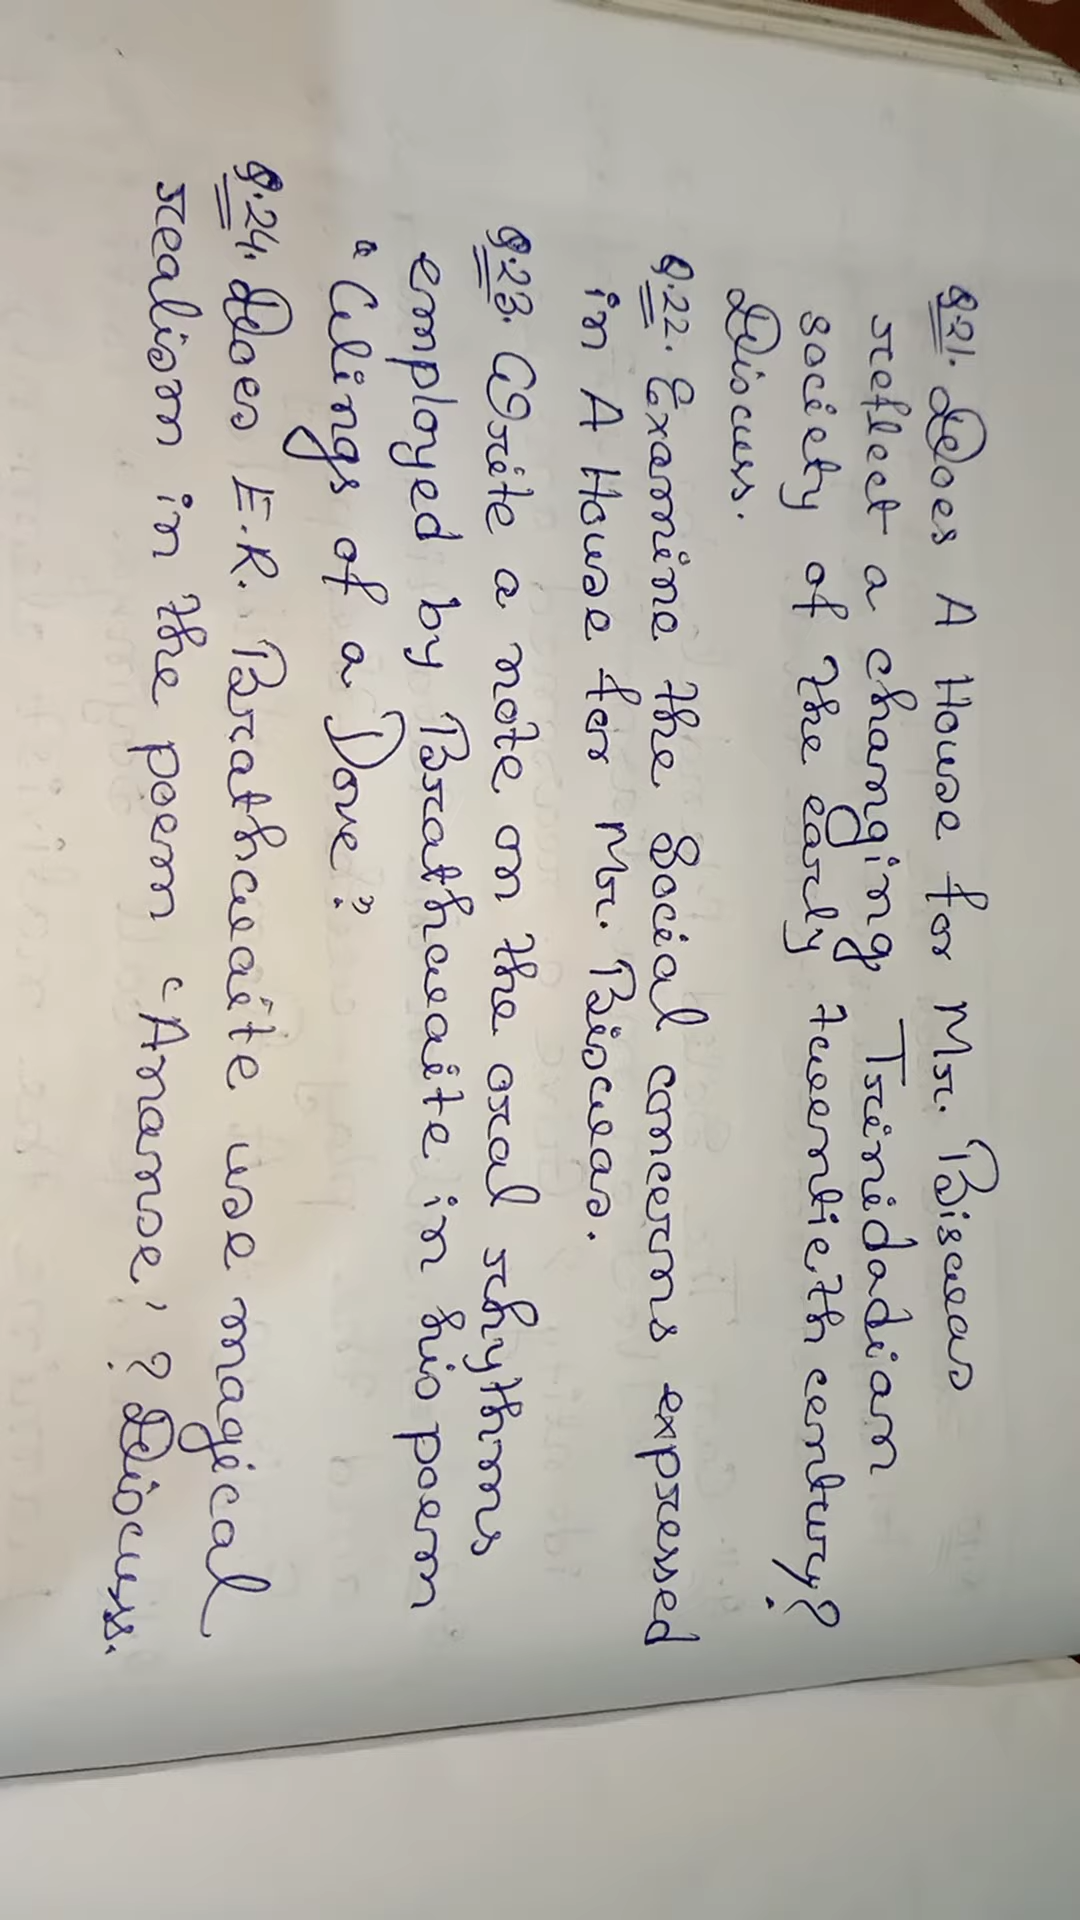 Q.21. Does A House for Mr. Biswas
reflect a changing Trinidadian
society of the early twentieth century?
Discuss.
Q.22. Examine the Social concerns expressed
in A House for Mr. Biswas.
Q.23. Write a note on the oral rhythms
employed by Brathwaite in his poem
"Wings of a Dove".
Q.24. Does E.R. Brathwaite use magical
realism in the poem 'Ananse'? Discuss.